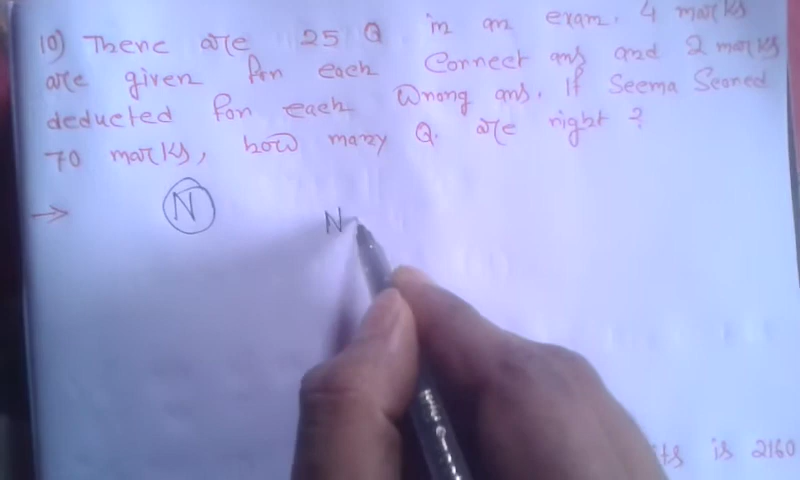 10) There are 25 Q in an exam. 4 marks
are given for each correct ans and 2 marks
deducted for each wrong ans. If Seema Scored
70 marks, how many Q. are right?
→ N N
is 2160